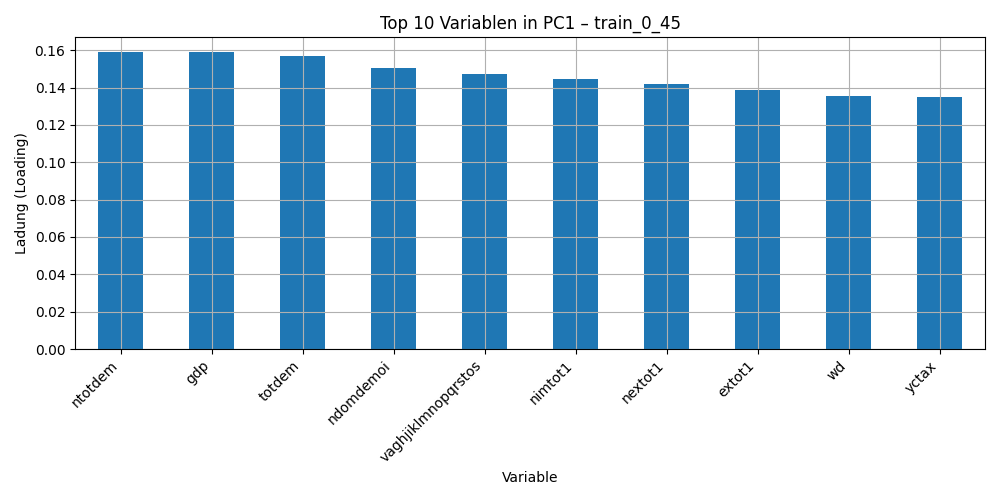 Top 10 Variablen in PC1 – train_0_45
Ladung (Loading)
0.16
0.14
0.12
0.10
0.08
0.06
0.04
0.02
0.00
ntotdem
gdp
totdem
ndomdemoi
vaghjiklmnopqrstos
nimtot1
nextot1
extot1
wd
yctax
Variable